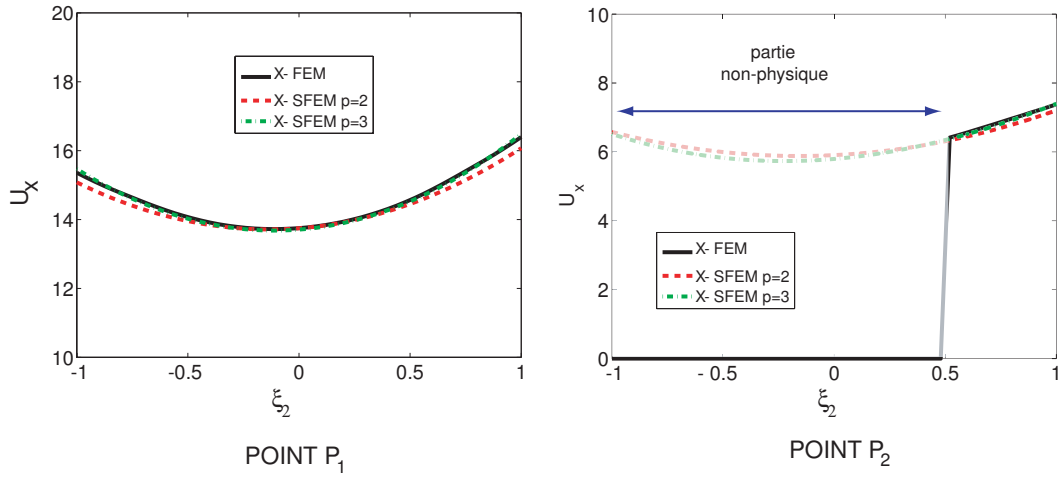 20
18
16
14
12
10
U_x
X- FEM
X- SFEM p=2
X- SFEM p=3
-1
-0.5
0
0.5
1
ξ_2
POINT P_1
10
8
6
4
2
0
U_x
partie
non-physique
X- FEM
X- SFEM p=2
X- SFEM p=3
-1
- 0.5
0
0.5
1
ξ_2
POINT P_2